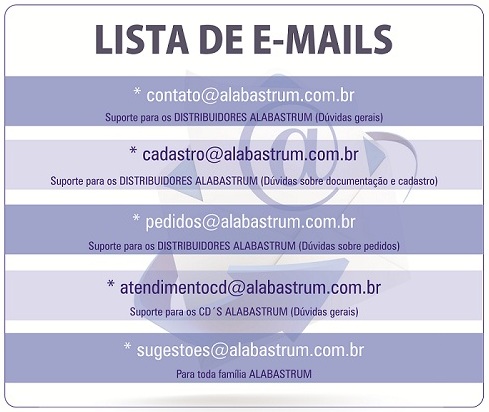 LISTA DE E-MAILS
* contato@alabastrum.com.br
Suporte para os DISTRIBUIDORES ALABASTRUM (Dúvidas gerais)
* cadastro@alabastrum.com.br
Suporte para os DISTRIBUIDORES ALABASTRUM (Dúvidas sobre documentação e cadastro)
* pedidos@alabastrum.com.br
Suporte para os DISTRIBUIDORES ALABASTRUM (Dúvidas sobre pedidos)
* atendimentocd@alabastrum.com.br
Suporte para os CD´S ALABASTRUM (Dúvidas gerais)
* sugestoes@alabastrum.com.br
Para toda família ALABASTRUM